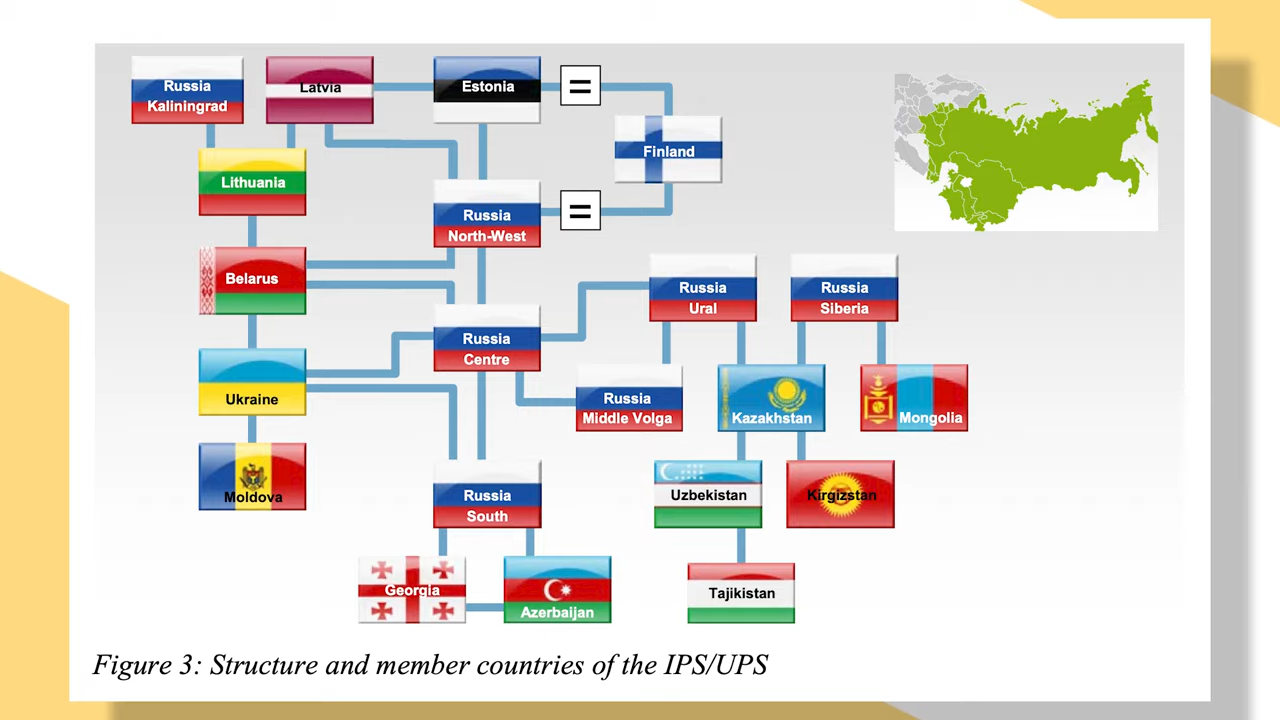 Russia
Kaliningrad
Latvia
Estonia
=
Finland
Lithuania
Russia
North-West
=
Belarus
Russia
Ural
Russia
Siberia
Russia
Centre
Ukraine
Russia
Middle Volga
Kazakhstan
Mongolia
Moldova
Russia
South
Uzbekistan
Kirgizstan
Georgia
Azerbaijan
Tajikistan
Figure 3: Structure and member countries of the IPS/UPS